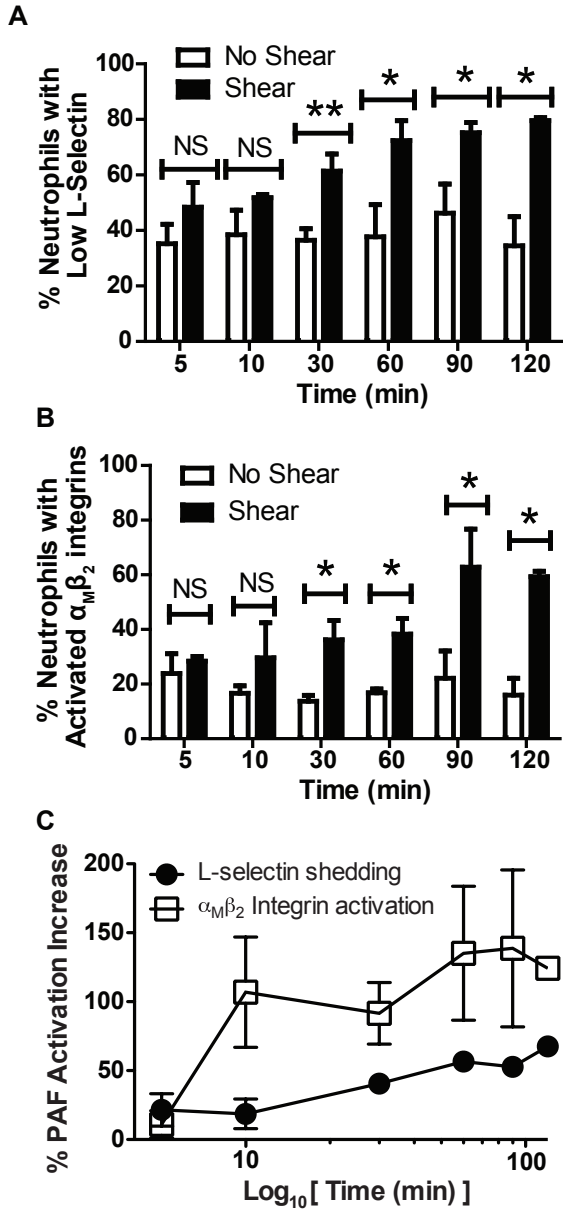 A
% Neutrophils with
Low L-Selectin
No Shear
Shear
NS
NS
**
*
*
*
100
80
60
40
20
0
5
10
30
60
90
120
Time (min)
B
% Neutrophils with
Activated αMβ2 integrins
No Shear
Shear
NS
NS
*
*
*
*
100
80
60
40
20
0
5
10
30
60
90
120
Time (min)
C
% PAF Activation Increase
L-selectin shedding
αMβ2 Integrin activation
200
150
100
50
0
10
100
Log10[ Time (min) ]